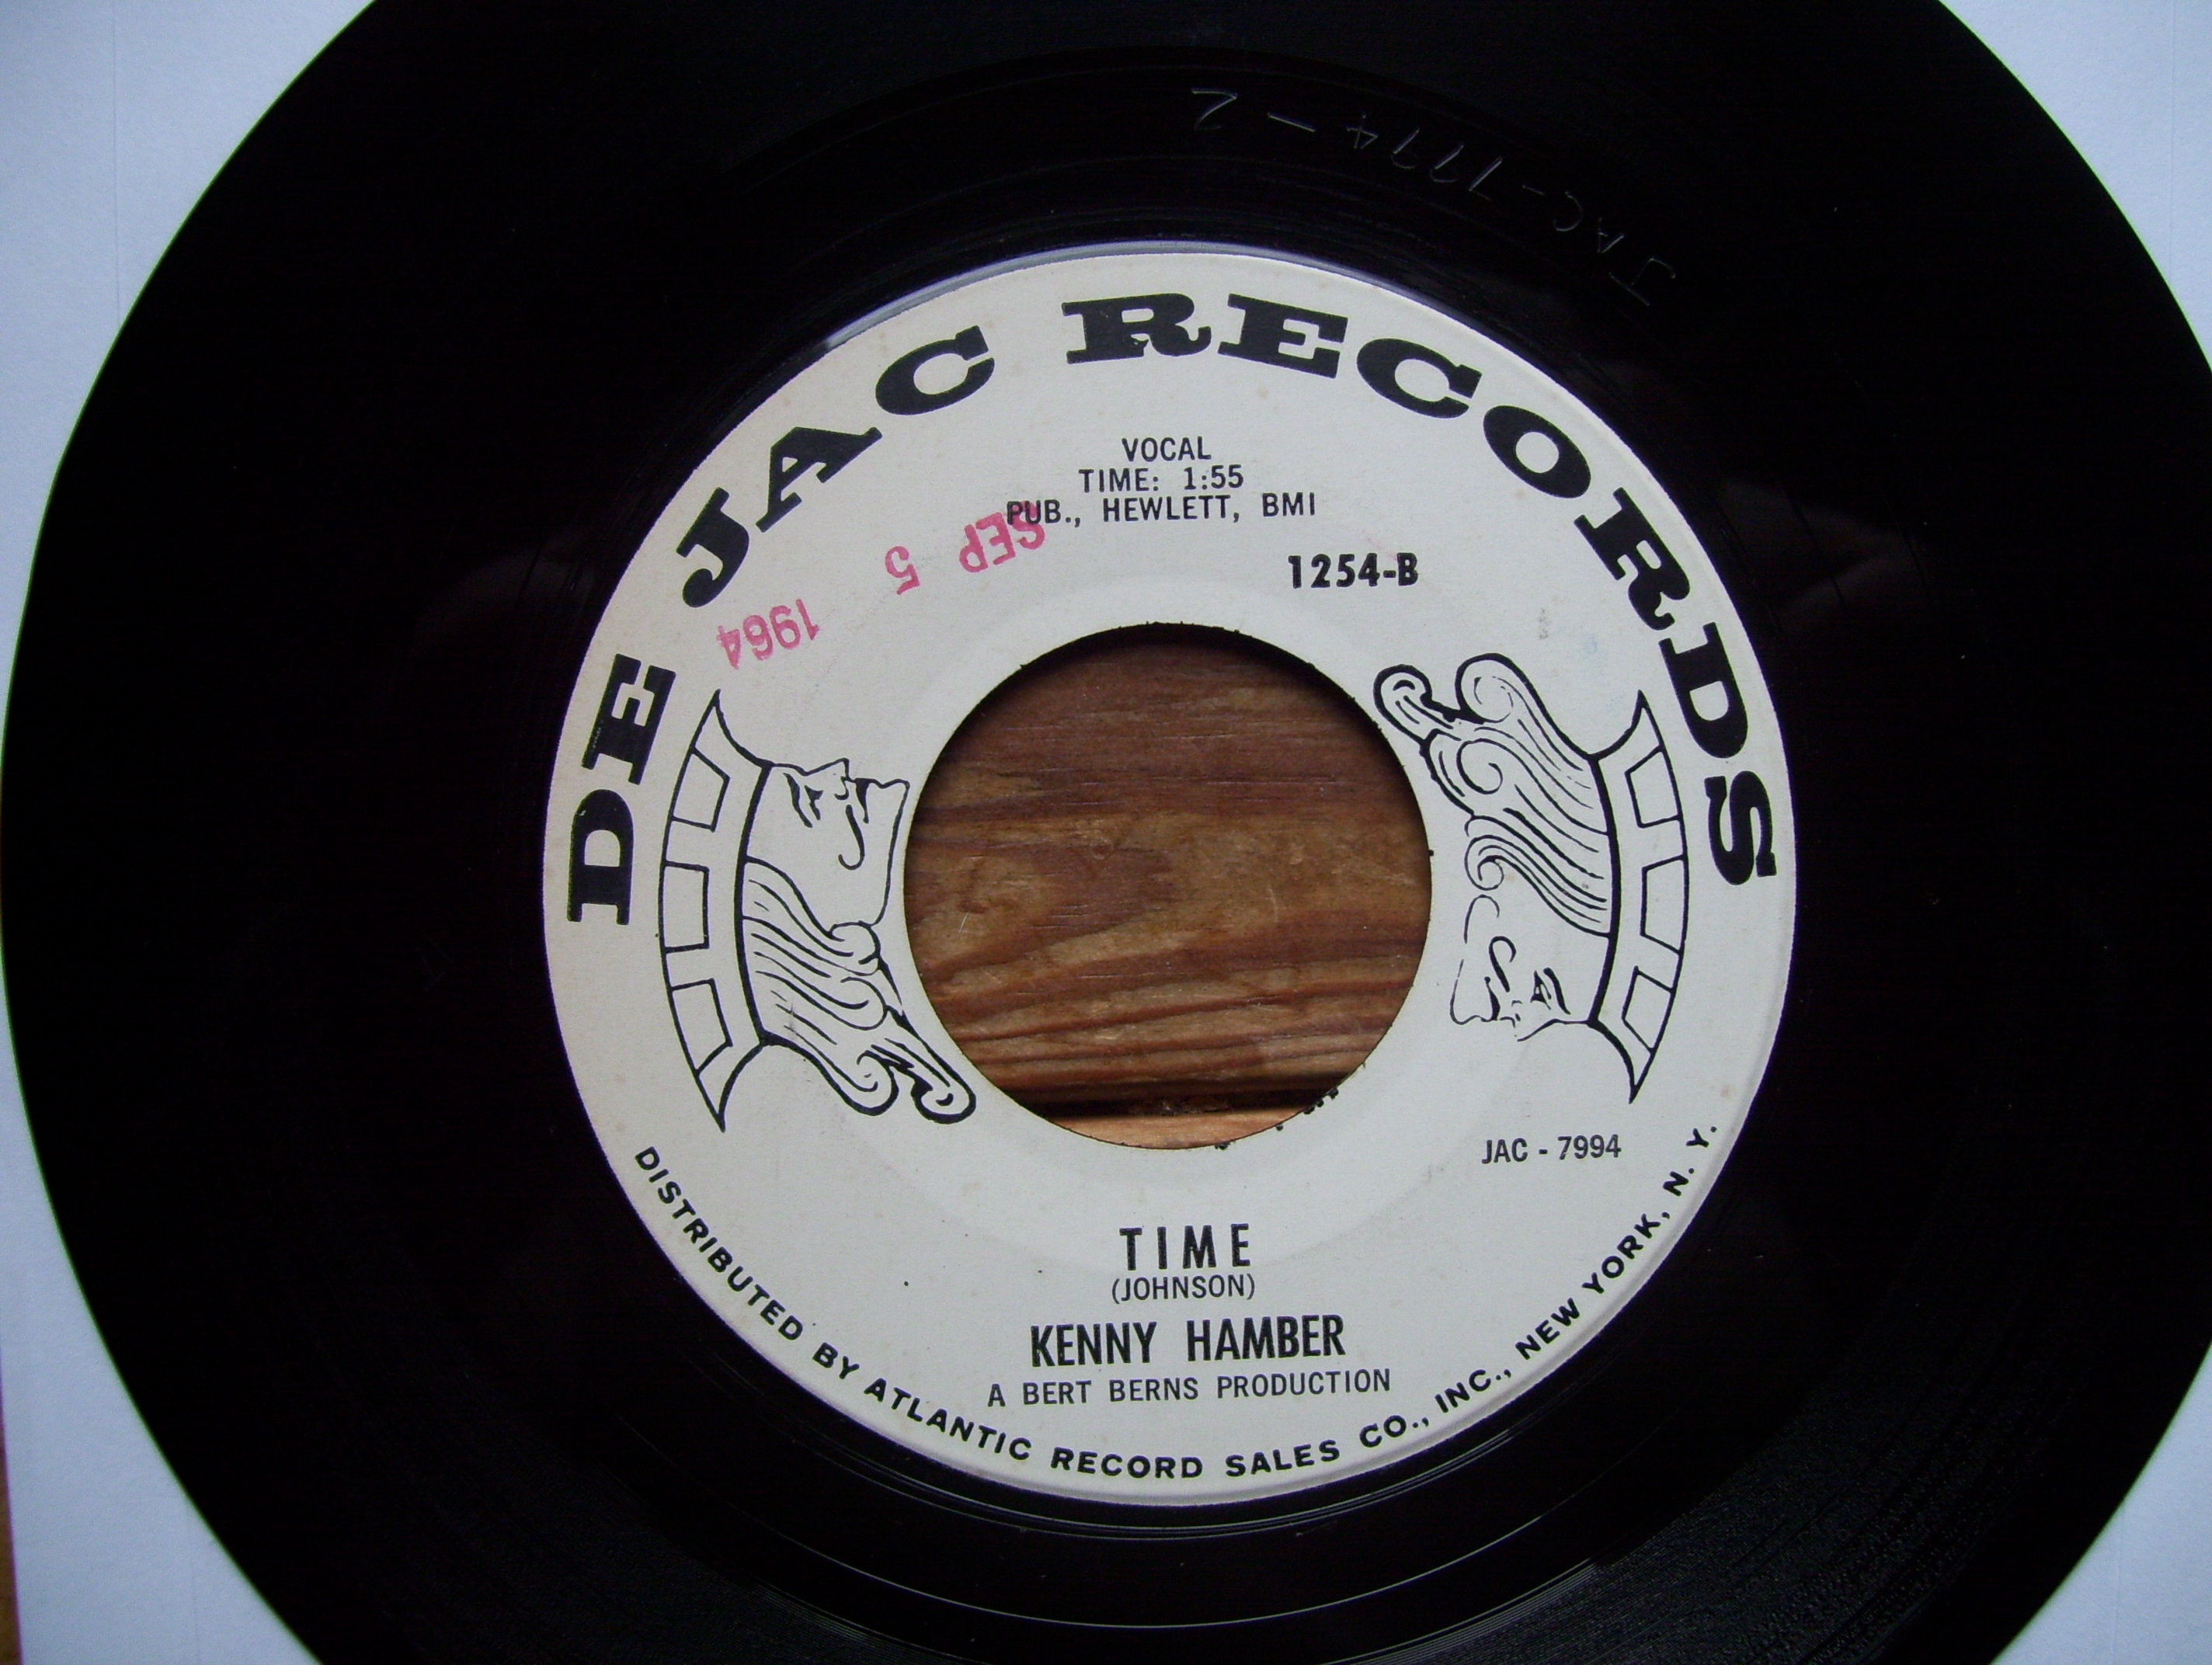 DE JAC RECORDS
VOCAL
TIME: 1:55
PUB., HEWLETT, BMI
SEP 5 1964
1254-B
JAC - 7994
TIME
(JOHNSON)
KENNY HAMBER
A BERT BERNS PRODUCTION
DISTRIBUTED BY ATLANTIC RECORD SALES CO., INC., NEW YORK, N. Y.
JAC-7994-2